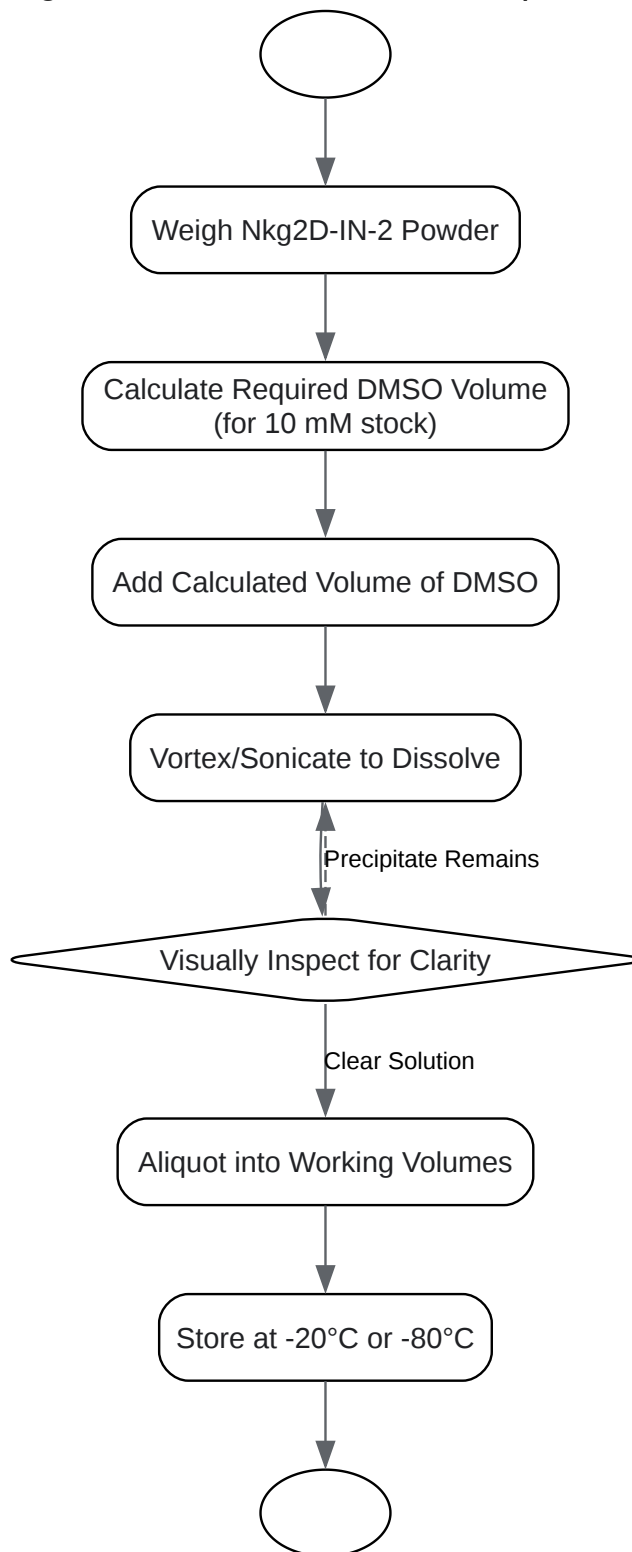 Weigh Nkg2D-IN-2 Powder
Calculate Required DMSO Volume
(for 10 mM stock)
Add Calculated Volume of DMSO
Vortex/Sonicate to Dissolve
Precipitate Remains
Visually Inspect for Clarity
Clear Solution
Aliquot into Working Volumes
Store at -20°C or -80°C